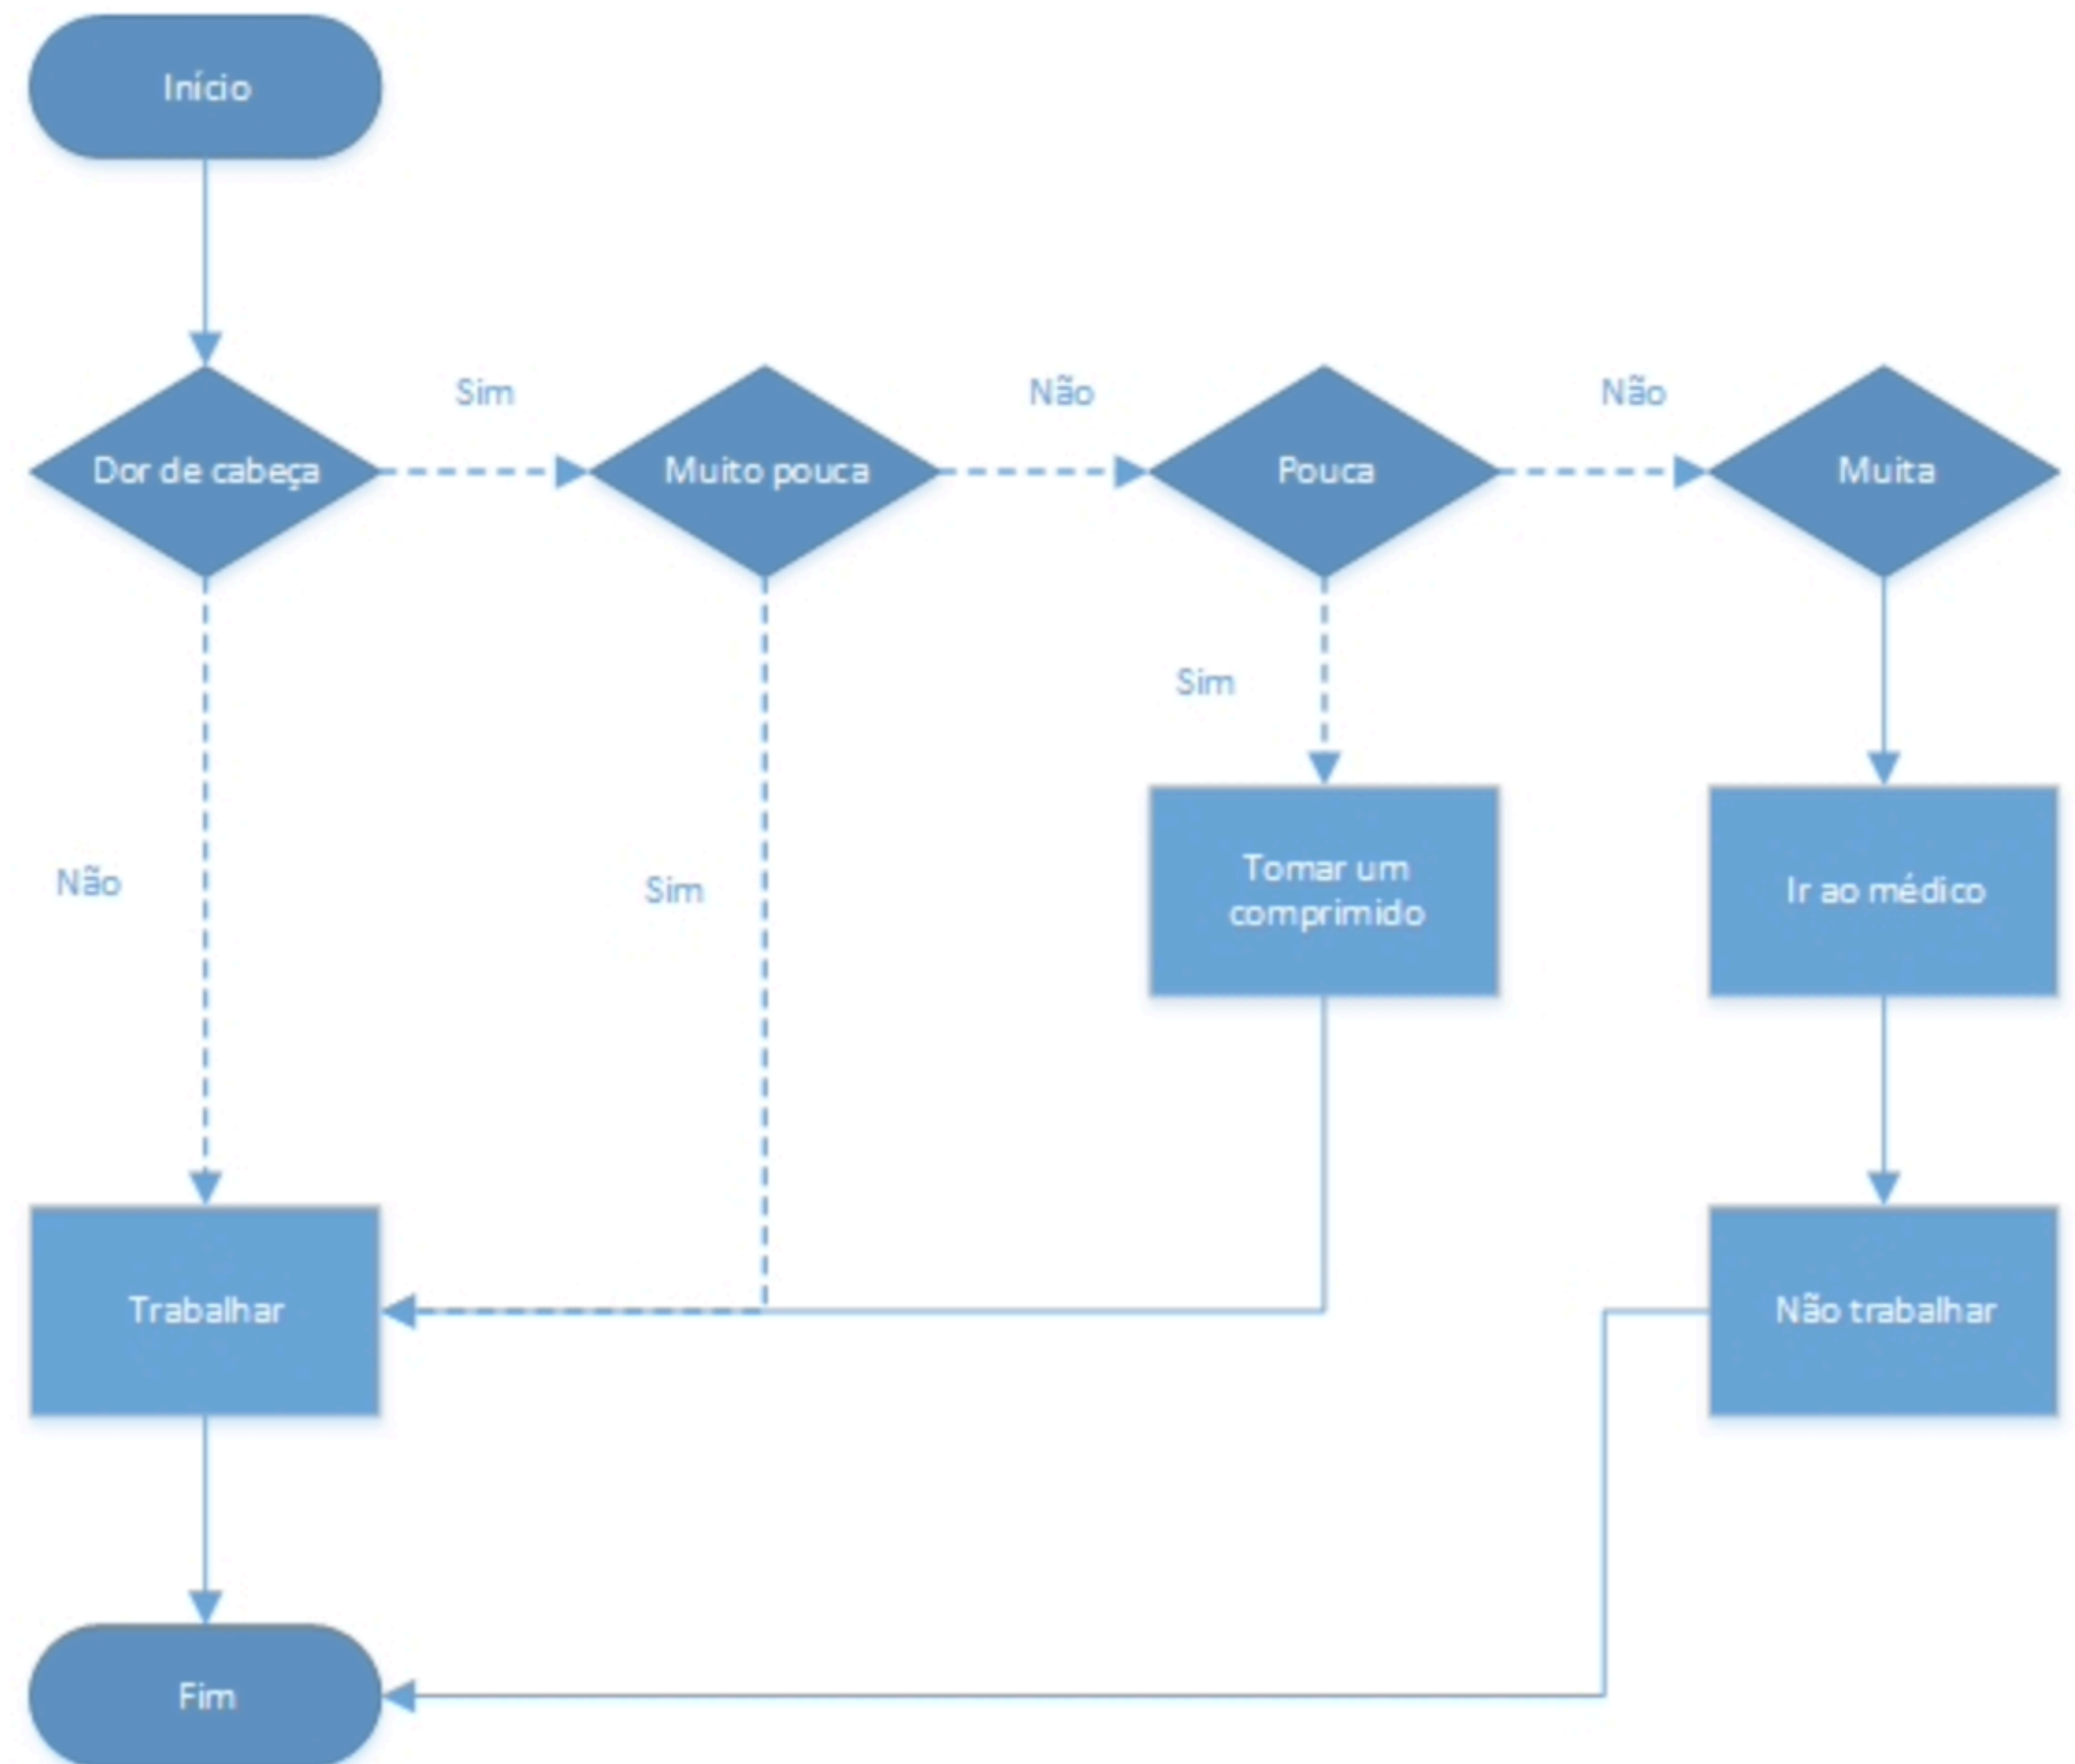 Início
Sim
Não
Não
Dor de cabeça
Muito pouca
Pouca
Muita
Sim
Não
Sim
Tomar um
comprimido
Ir ao médico
Trabalhar
Não trabalhar
Fim